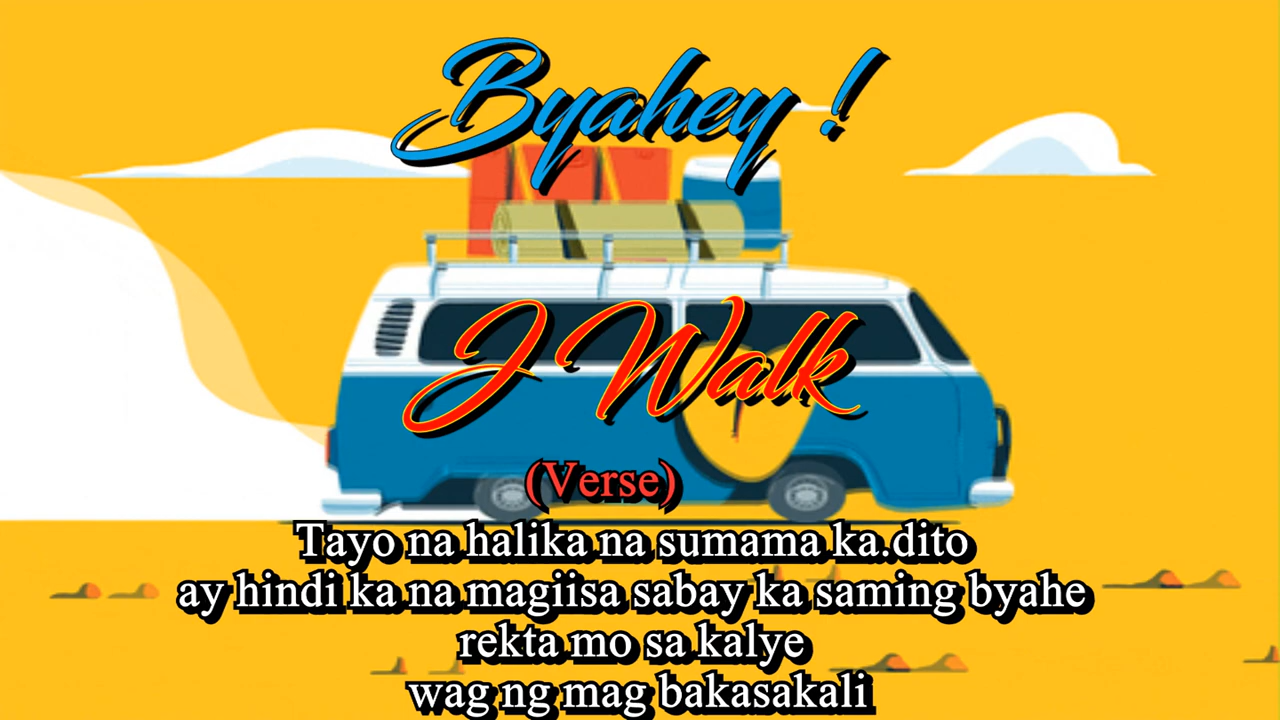 Byahey !
J Walk
(Verse)
Tayo na halika na sumama ka.dito
ay hindi ka na magiisa sabay ka saming byahe
rekta mo sa kalye
wag ng mag bakasakali